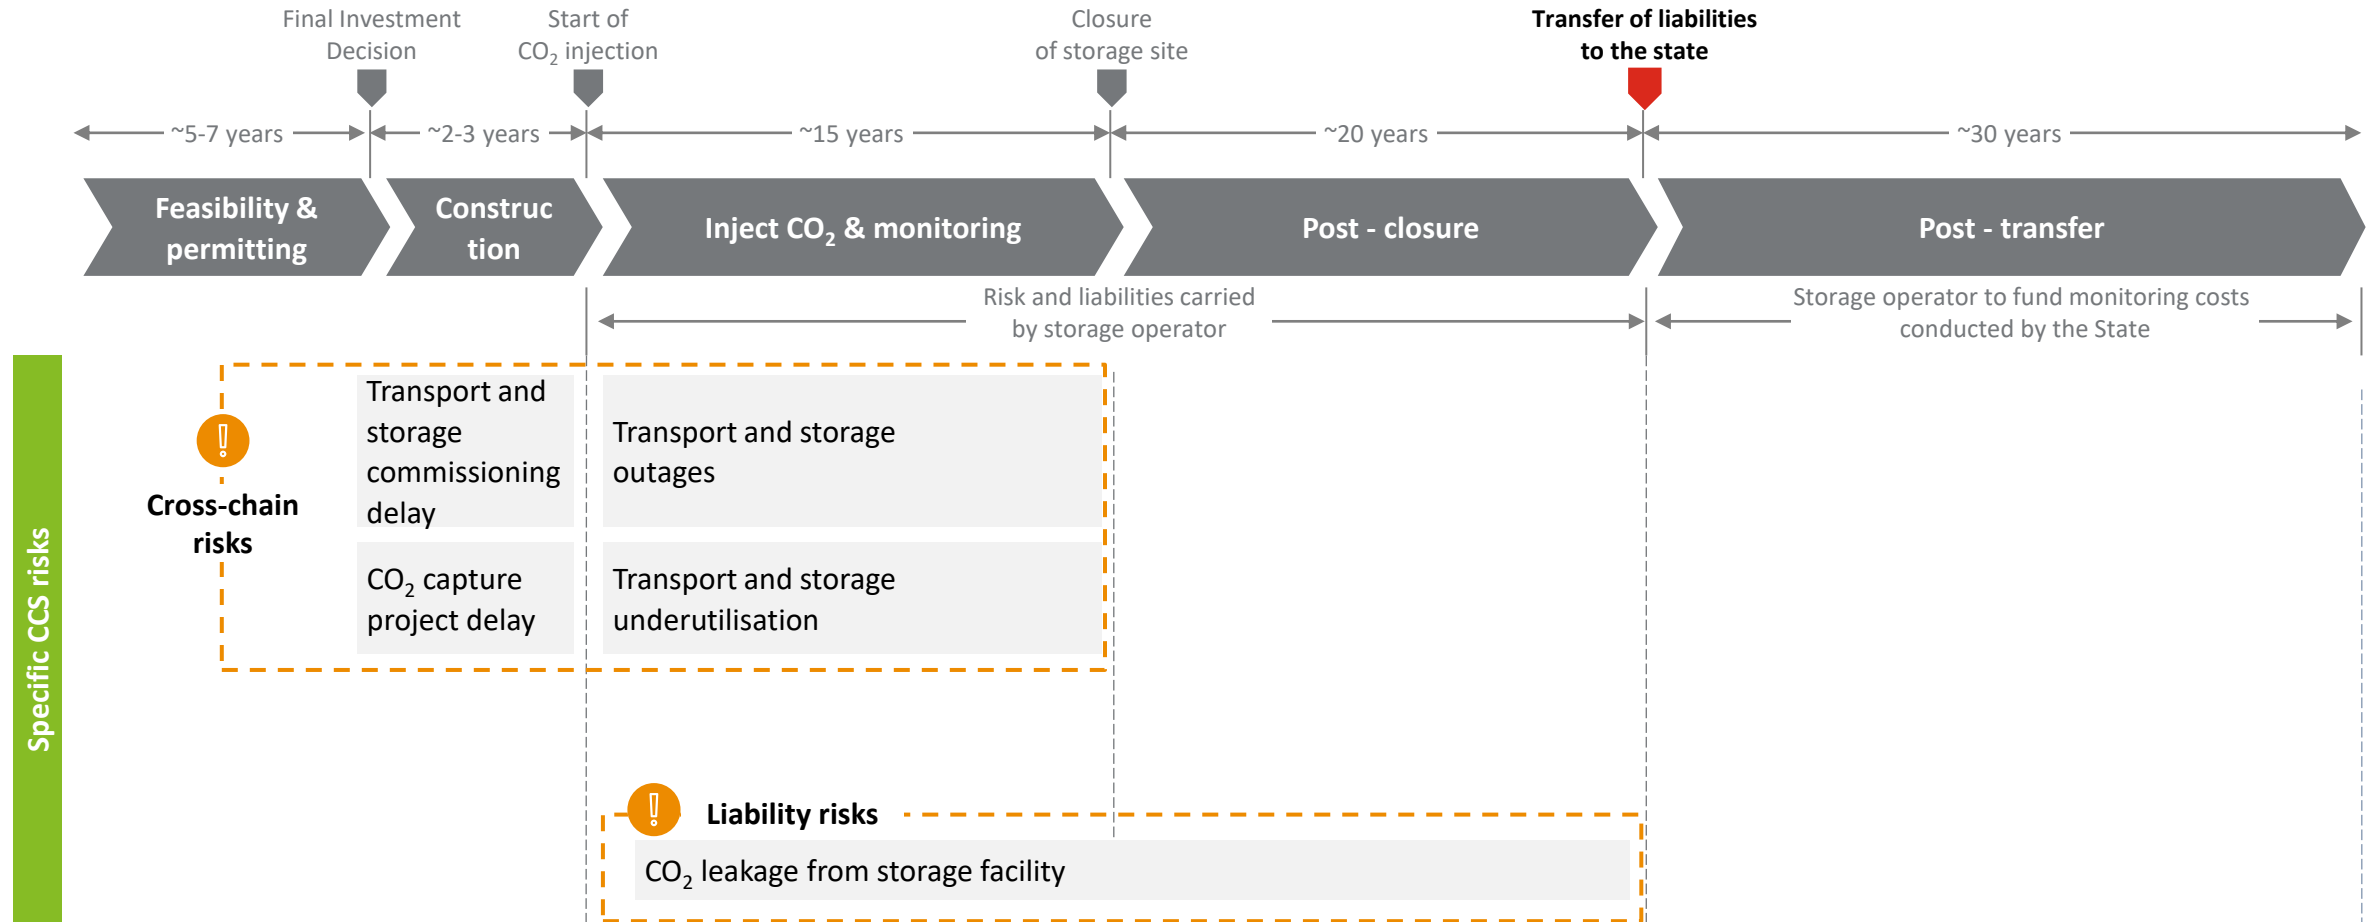 Final Investment
Decision
Start of
CO₂ injection
Closure
of storage site
Transfer of liabilities
to the state
~5-7 years
~2-3 years
~15 years
~20 years
~30 years
Feasibility &
permitting
Construc
tion
Inject CO₂ & monitoring
Post - closure
Post - transfer
Risk and liabilities carried
by storage operator
Storage operator to fund monitoring costs
conducted by the State
Specific CCS risks
Cross-chain
risks
Transport and
storage
commissioning
delay
Transport and storage
outages
CO₂ capture
project delay
Transport and storage
underutilisation
Liability risks
CO₂ leakage from storage facility